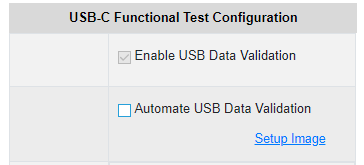 USB-C Functional Test Configuration
Enable USB Data Validation
Automate USB Data Validation
Setup Image